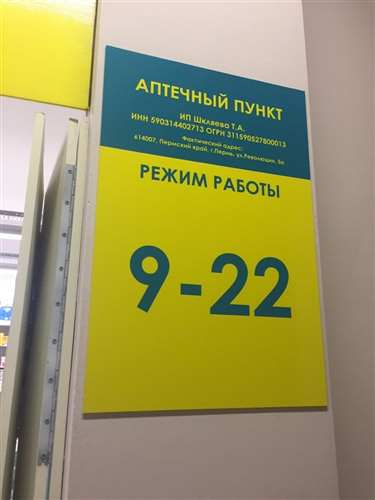 АПТЕЧНЫЙ ПУНКТ
ИП Шкляева Т.А.
ИНН 590314402713 ОГРН 311590527800013
Фактический адрес:
614007, Пермский край, г.Пермь, ул.Революции, 5а
РЕЖИМ РАБОТЫ
9-22